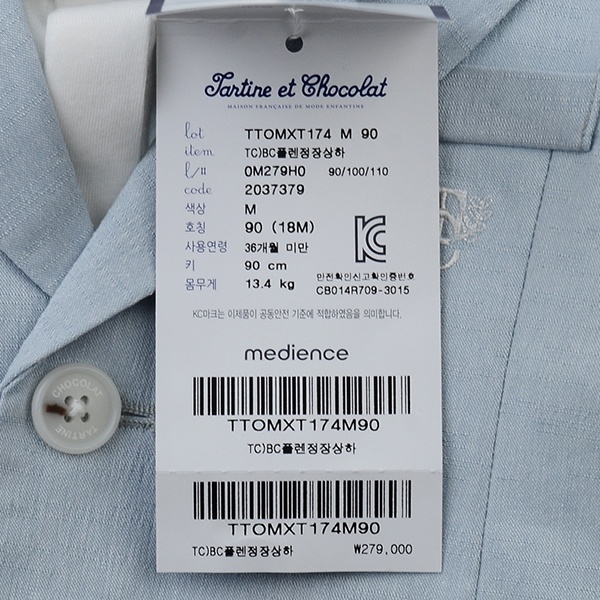 Tartine et Chocolat
MAISON FRANÇAISE DE MODE ENFANTINE
lot TTOMXT174 M 90
item TC)BC플렌정장상하
l/# 0M279H0 90/100/110
code 2037379
색상 M
호칭 90 (18M)
사용연령 36개월 미만
키 90 cm
몸무게 13.4 kg
KC
안전확인신고확인증번호
CB014R709-3015
KC마크는 이제품이 공동안전 기준에 적합하였음을 의미합니다.
medience
TTOMXT174M90
TC)BC플렌정장상하
TTOMXT174M90
TC)BC플렌정장상하 ₩279,000
CHOCOLAT
TARTINE